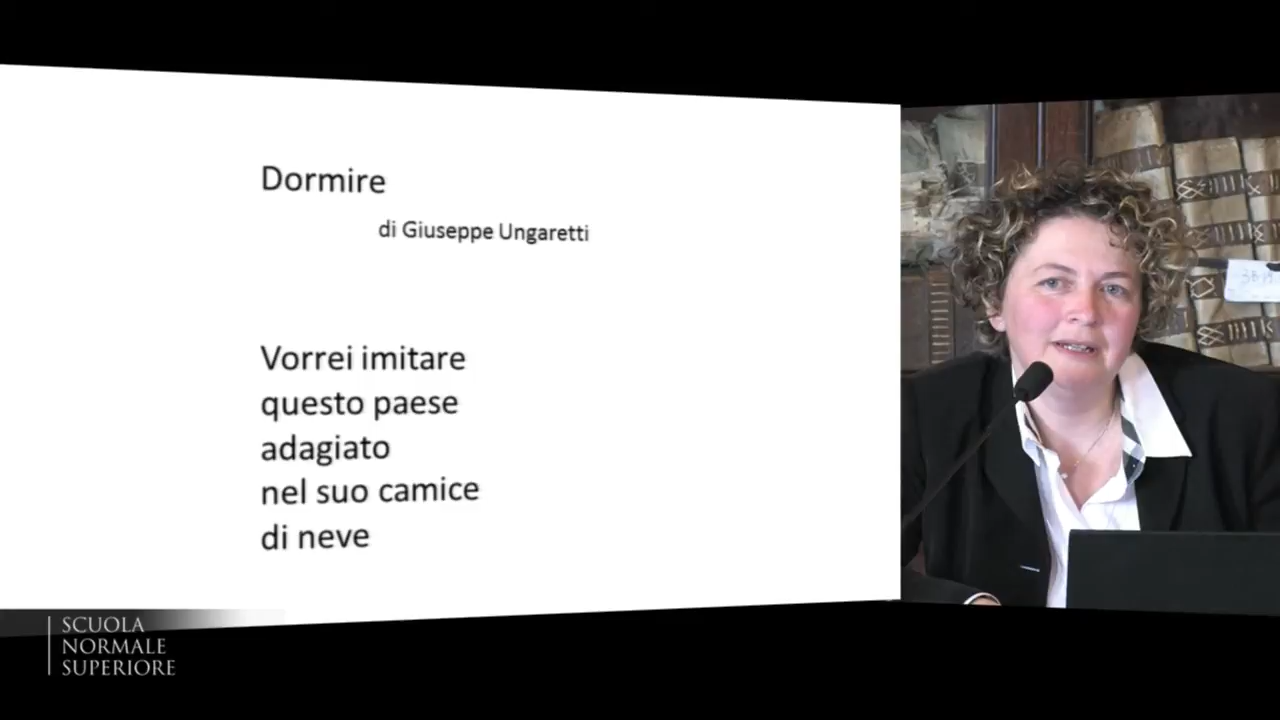 Dormire
di Giuseppe Ungaretti
Vorrei imitare
questo paese
adagiato
nel suo camice
di neve
SCUOLA
NORMALE
SUPERIORE